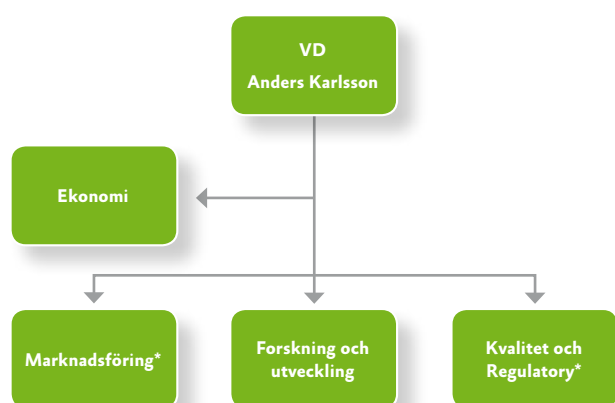 VD
Anders Karlsson
Ekonomi
Marknadsföring*
Forskning och
utveckling
Kvalitet och
Regulatory*